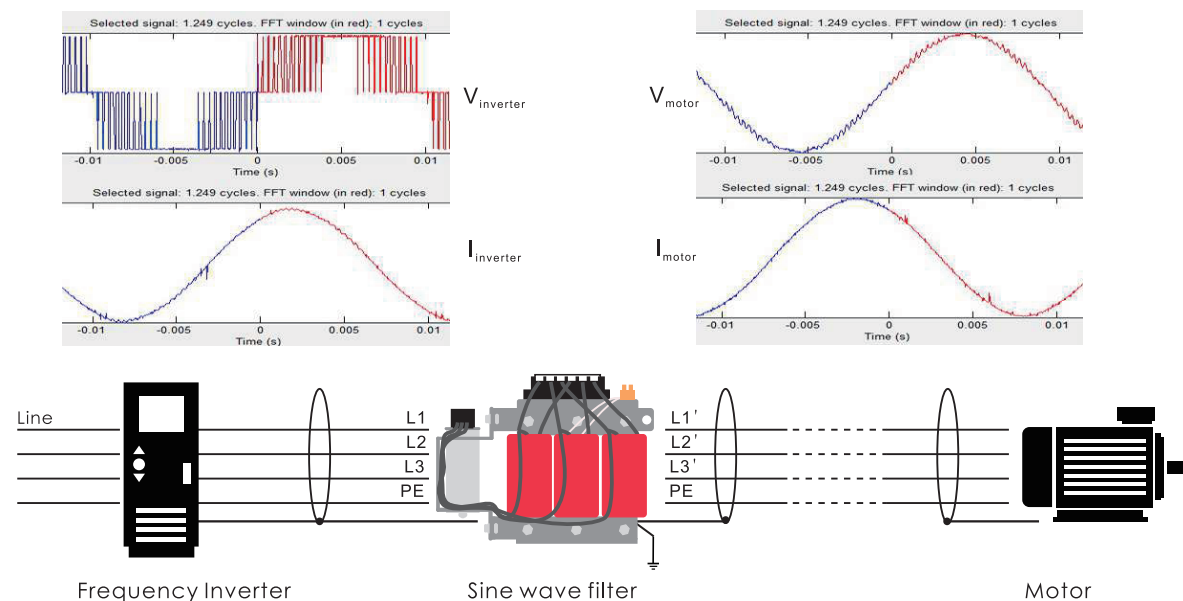 Selected signal: 1.249 cycles. FFT window (in red): 1 cycles
-0.01 -0.005 0 0.005 0.01
Time (s)
V inverter
Selected signal: 1.249 cycles. FFT window (in red): 1 cycles
-0.01 -0.005 0 0.005 0.01
Time (s)
V motor
Selected signal: 1.249 cycles. FFT window (in red): 1 cycles
-0.01 -0.005 0 0.005 0.01
Time (s)
I inverter
Selected signal: 1.249 cycles. FFT window (in red): 1 cycles
-0.01 -0.005 0 0.005 0.01
Time (s)
I motor
Line
L1
L2
L3
PE
L1'
L2'
L3'
PE
Frequency Inverter
Sine wave filter
Motor